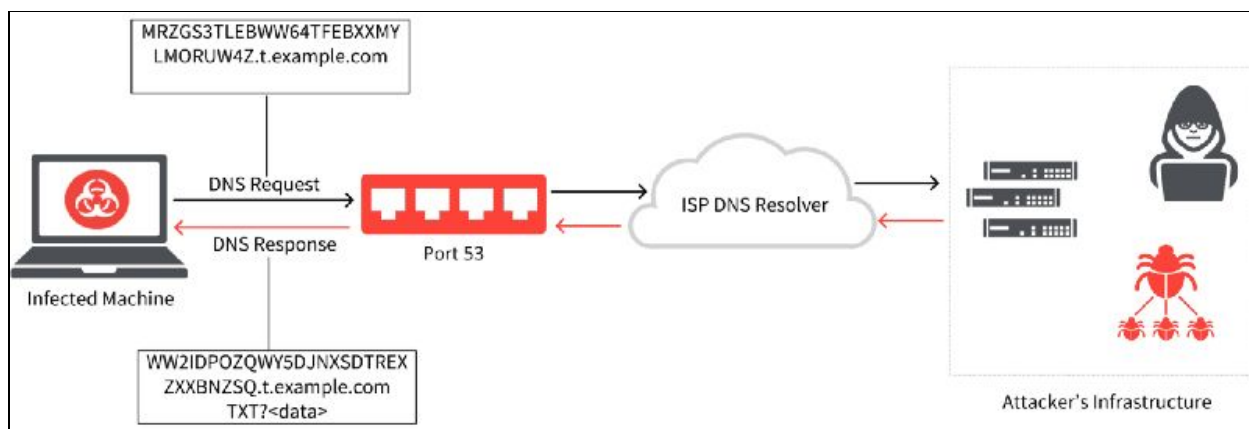 MRZGS3TLEBWW64TFEBXXMY
LMORUW4Z.t.example.com
DNS Request
DNS Response
Port 53
ISP DNS Resolver
Infected Machine
WW2IDPOZQWY5DJNXSDTREX
ZXXBNZSQ.t.example.com
TXT?<data>
Attacker's Infrastructure